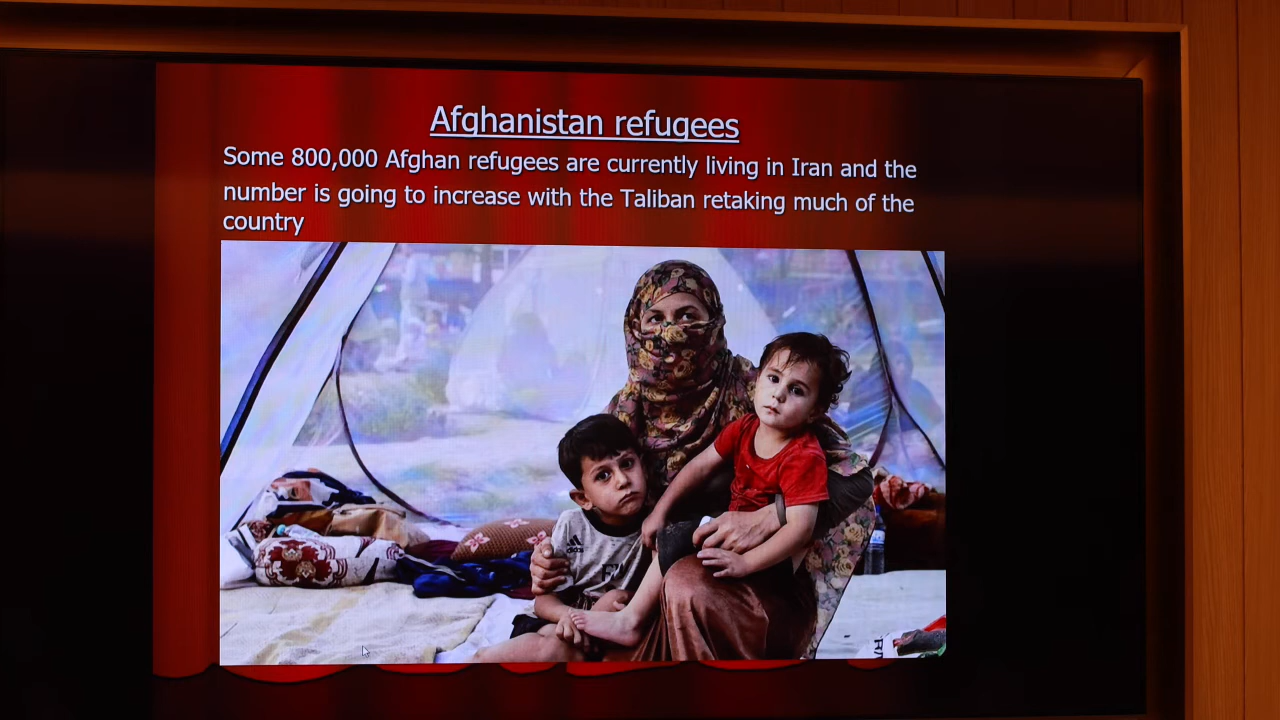 Afghanistan refugees
Some 800,000 Afghan refugees are currently living in Iran and the
number is going to increase with the Taliban retaking much of the
country
adidas